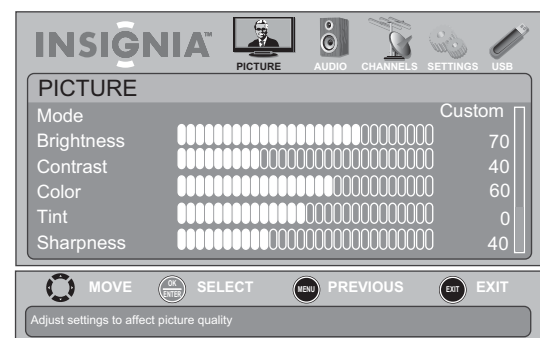 INSIGNIA™
PICTURE AUDIO CHANNELS SETTINGS USB
PICTURE
Mode Custom
Brightness 70
Contrast 40
Color 60
Tint 0
Sharpness 40
MOVE OK ENTER SELECT MENU PREVIOUS EXIT EXIT
Adjust settings to affect picture quality